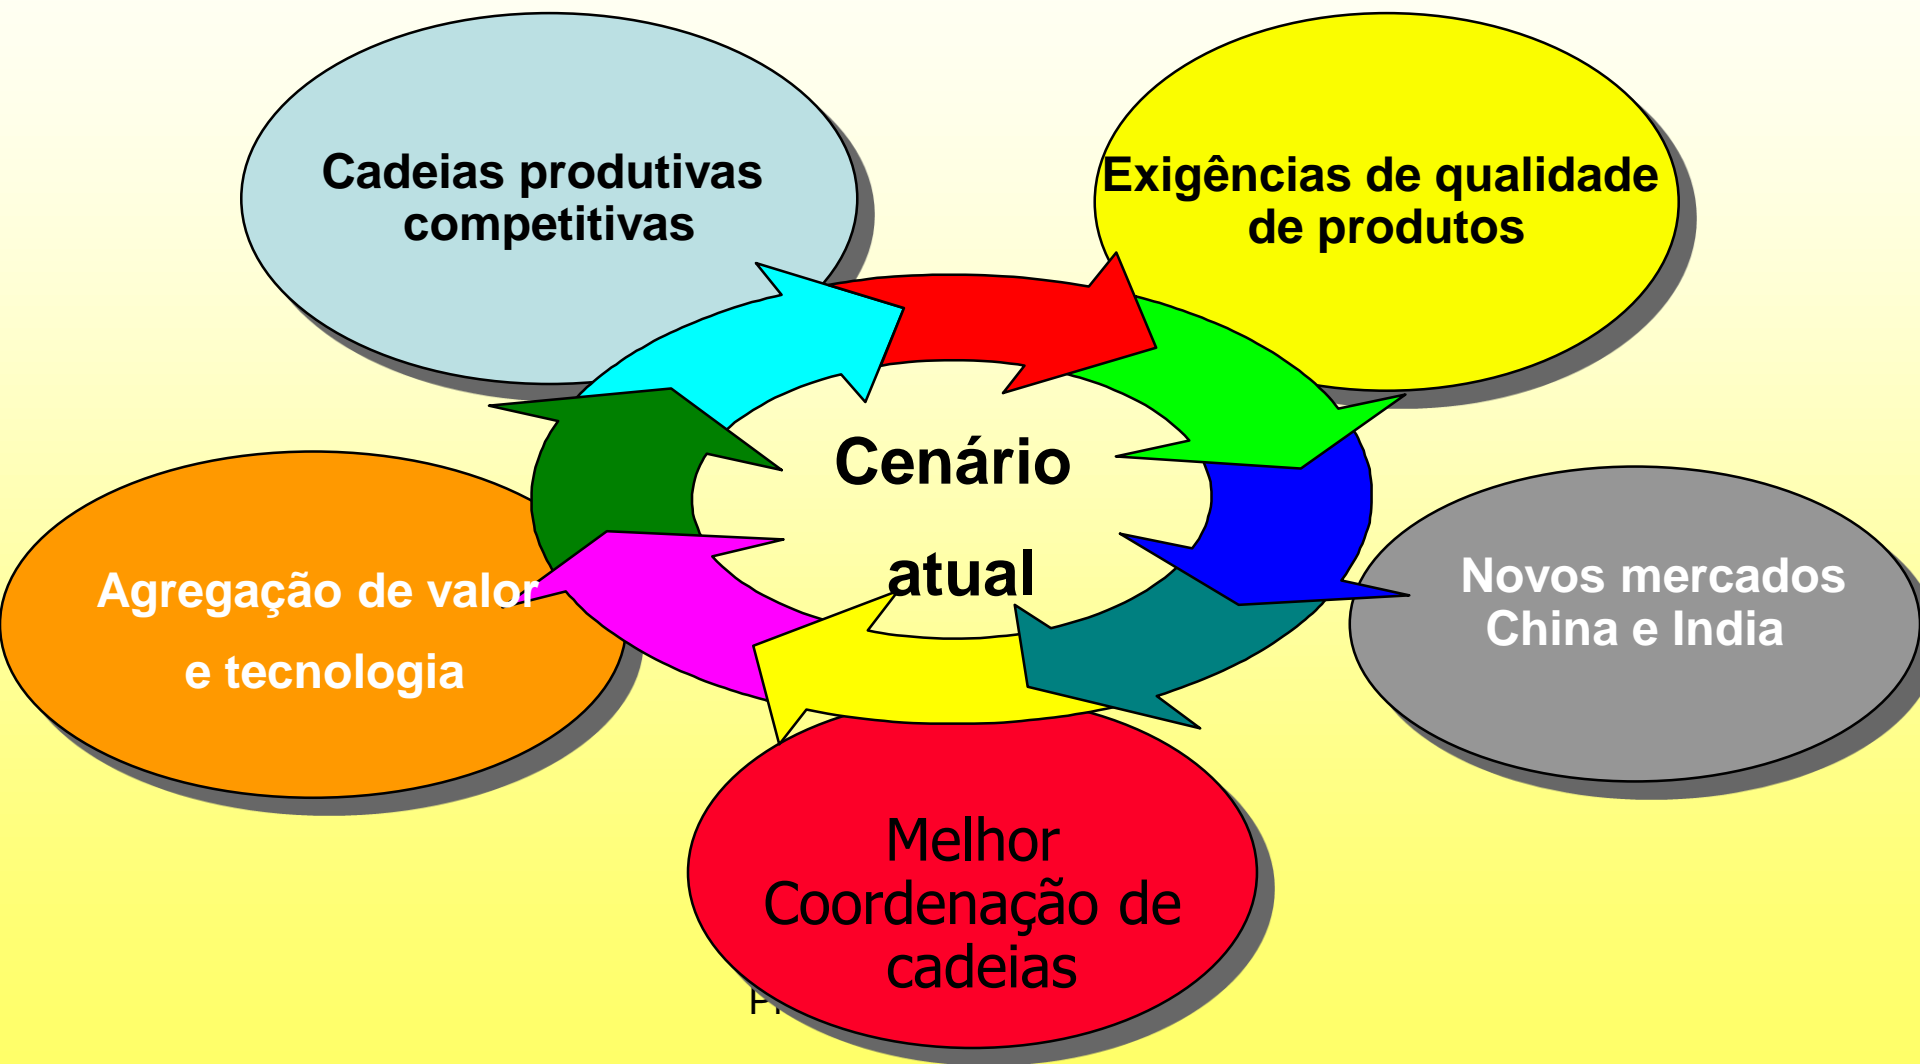 Cadeias produtivas
competitivas
Exigências de qualidade
de produtos
Cenário
atual
Agregação de valor
e tecnologia
Novos mercados
China e India
Melhor
Coordenação de
cadeias